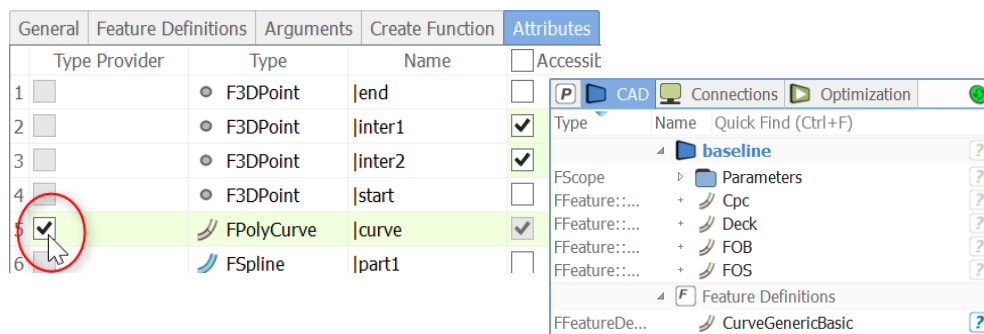 General Feature Definitions Arguments Create Function Attributes
Type Provider Type Name Accessib
1 F3DPoint |end
2 F3DPoint |inter1
3 F3DPoint |inter2
4 F3DPoint |start
5 FPolyCurve |curve
6 FSpline |part1
P CAD Connections Optimization
Type Name Quick Find (Ctrl+F)
baseline ?
FScope Parameters ?
FFeature::... Cpc ?
FFeature::... Deck ?
FFeature::... FOB ?
FFeature::... FOS ?
F Feature Definitions
FFeatureDe... CurveGenericBasic ?